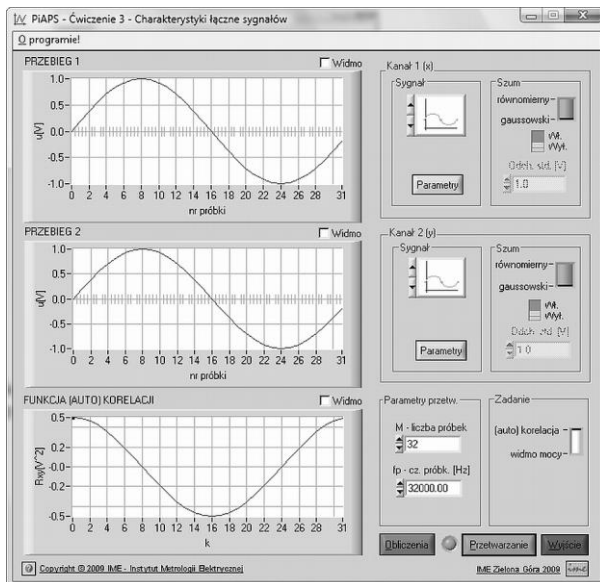 PiAPS - Ćwiczenie 3 - Charakterystyki łączne sygnałów
O programie!
PRZEBIEG 1
Widmo
1.0
0.5
0.0
-0.5
-1.0
u[V]
0 2 4 6 8 10 12 14 16 18 20 22 24 26 28 31
nr próbki
PRZEBIEG 2
Widmo
1.0
0.5
0.0
-0.5
-1.0
u[V]
0 2 4 6 8 10 12 14 16 18 20 22 24 26 28 31
nr próbki
FUNKCJA (AUTO) KORELACJI
Widmo
0.5
0.2
-0.0
-0.2
-0.5
Rxy[V^2]
0 2 4 6 8 10 12 14 16 18 20 22 24 26 28 31
k
Kanał 1 (x)
Sygnał
Parametry
Szum
równomierny
gaussowski
Wł.
Wył.
Odch. std. [V]
1.0
Kanał 2 (y)
Sygnał
Parametry
Szum
równomierny
gaussowski
Wł.
Wył.
Odch. std. [V]
1.0
Parametry przetw.
M - liczba próbek
32
fp - cz. próbk. [Hz]
32000.00
Zadanie
(auto) korelacja
widmo mocy
Obliczenia
Przetwarzanie
Wyjście
Copyright © 2009 IME - Instytut Metrologii Elektrycznej
IME Zielona Góra 2009